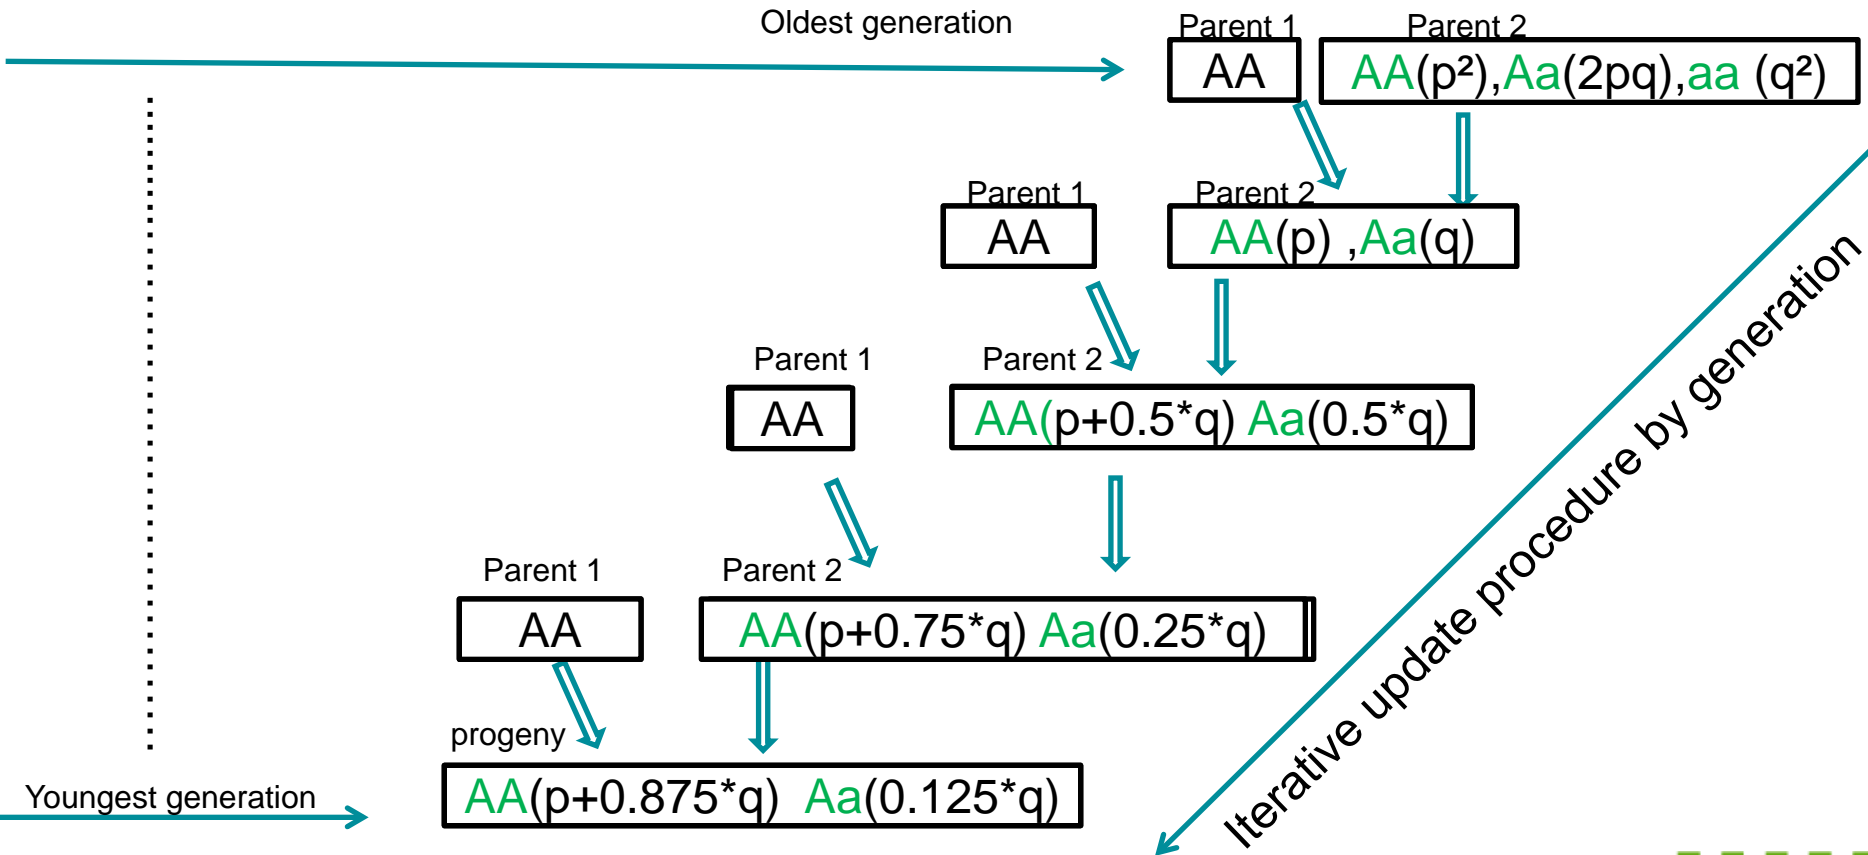 Oldest generation
Parent 1 Parent 2
AA AA(p²),Aa(2pq),aa (q²)
Parent 1 Parent 2
AA AA(p) ,Aa(q)
Parent 1 Parent 2
AA AA(p+0.5*q) Aa(0.5*q)
Parent 1 Parent 2
AA AA(p+0.75*q) Aa(0.25*q)
progeny
Youngest generation AA(p+0.875*q) Aa(0.125*q)
Iterative update procedure by generation